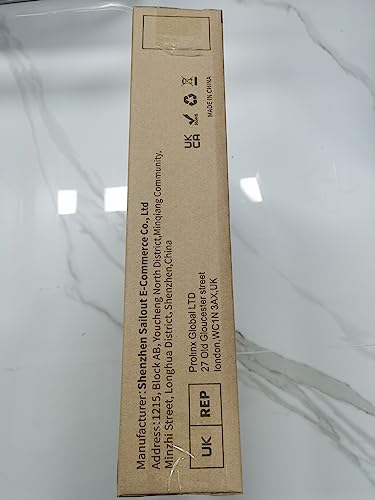 Manufacturer: Shenzhen Sailout E-Commerce Co., Ltd
Address: 1215, Block AB, Youcheng North District,Minqiang Community,
Minzhi Street, Longhua District, Shenzhen,China
UK REP
Prolinx Global LTD
27 Old Gloucester street
london,WC1N 3AX,UK
UK
CA
RoHS
MADE IN CHINA